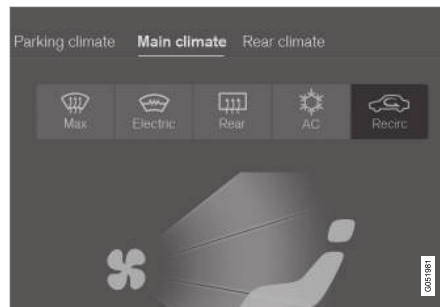 Parking climate Main climate Rear climate
Max Electric Rear AC Recirc
G051981